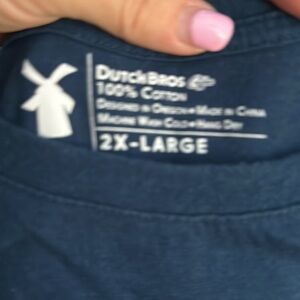 DUTCH BROS
100% COTTON
DESIGNED IN OREGON • MADE IN CHINA
MACHINE WASH COLD • HANG DRY
2X-LARGE